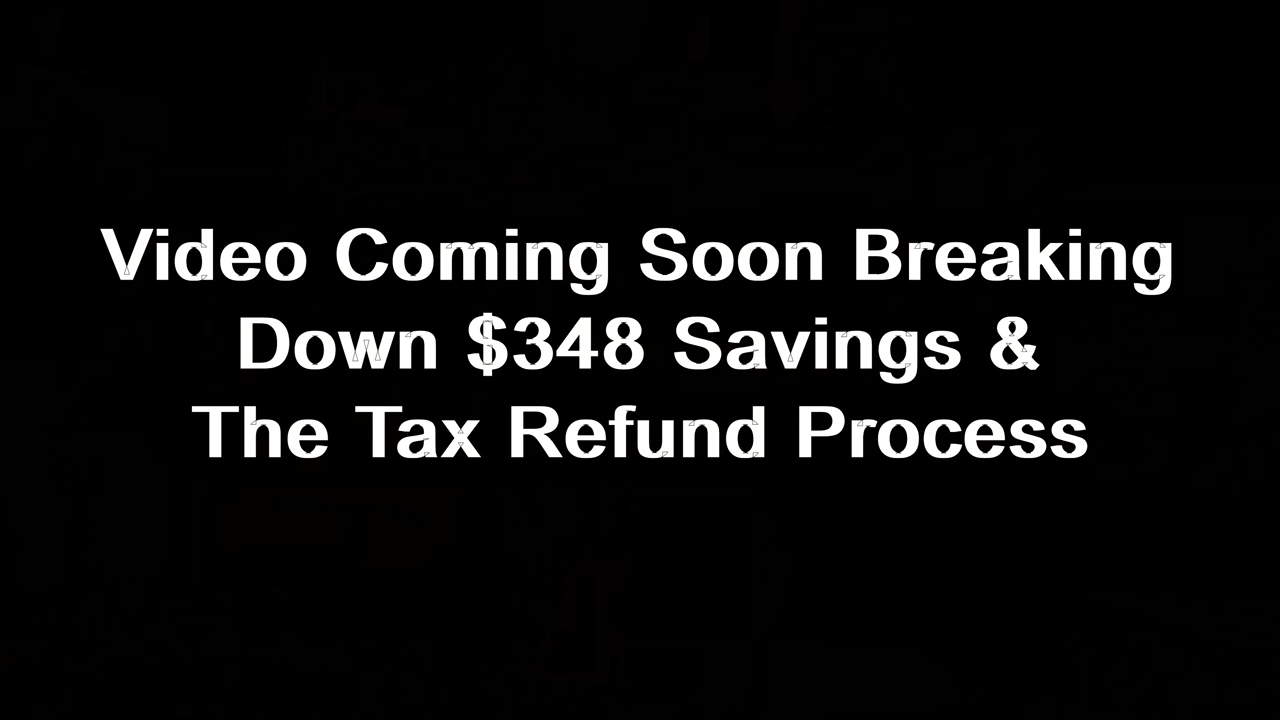 Video Coming Soon Breaking
Down $348 Savings &
The Tax Refund Process